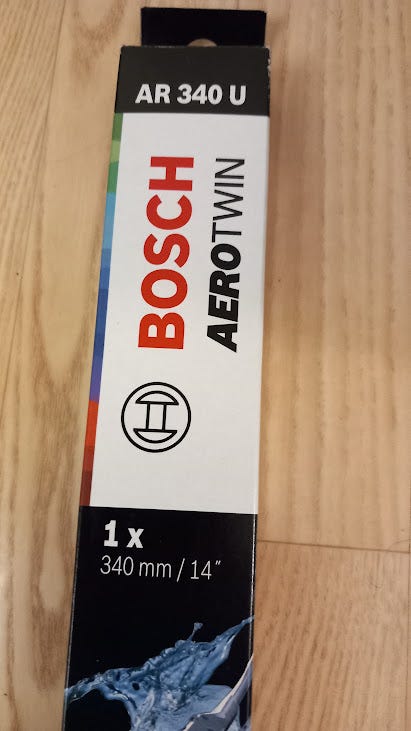 AR 340 U
BOSCH
AEROTWIN
1 x
340 mm / 14"